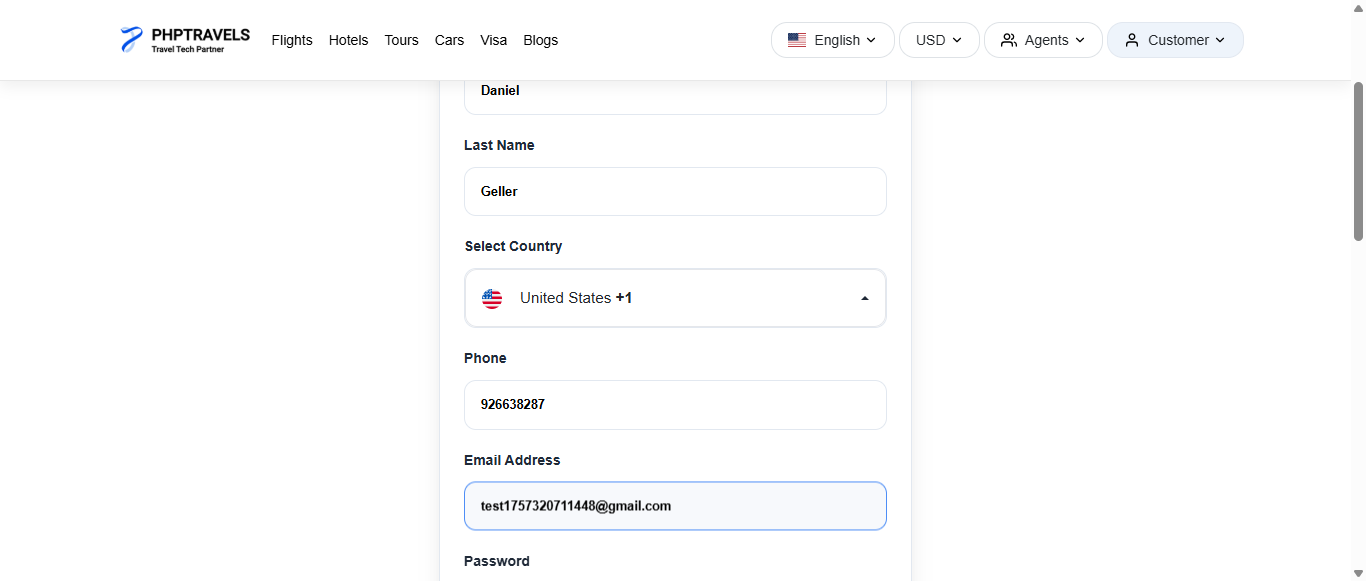 PHPTRAVELS
Travel Tech Partner
Flights Hotels Tours Cars Visa Blogs English USD Agents Customer
Daniel
Last Name
Geller
Select Country
United States +1
Phone
926638287
Email Address
test1757320711448@gmail.com
Password